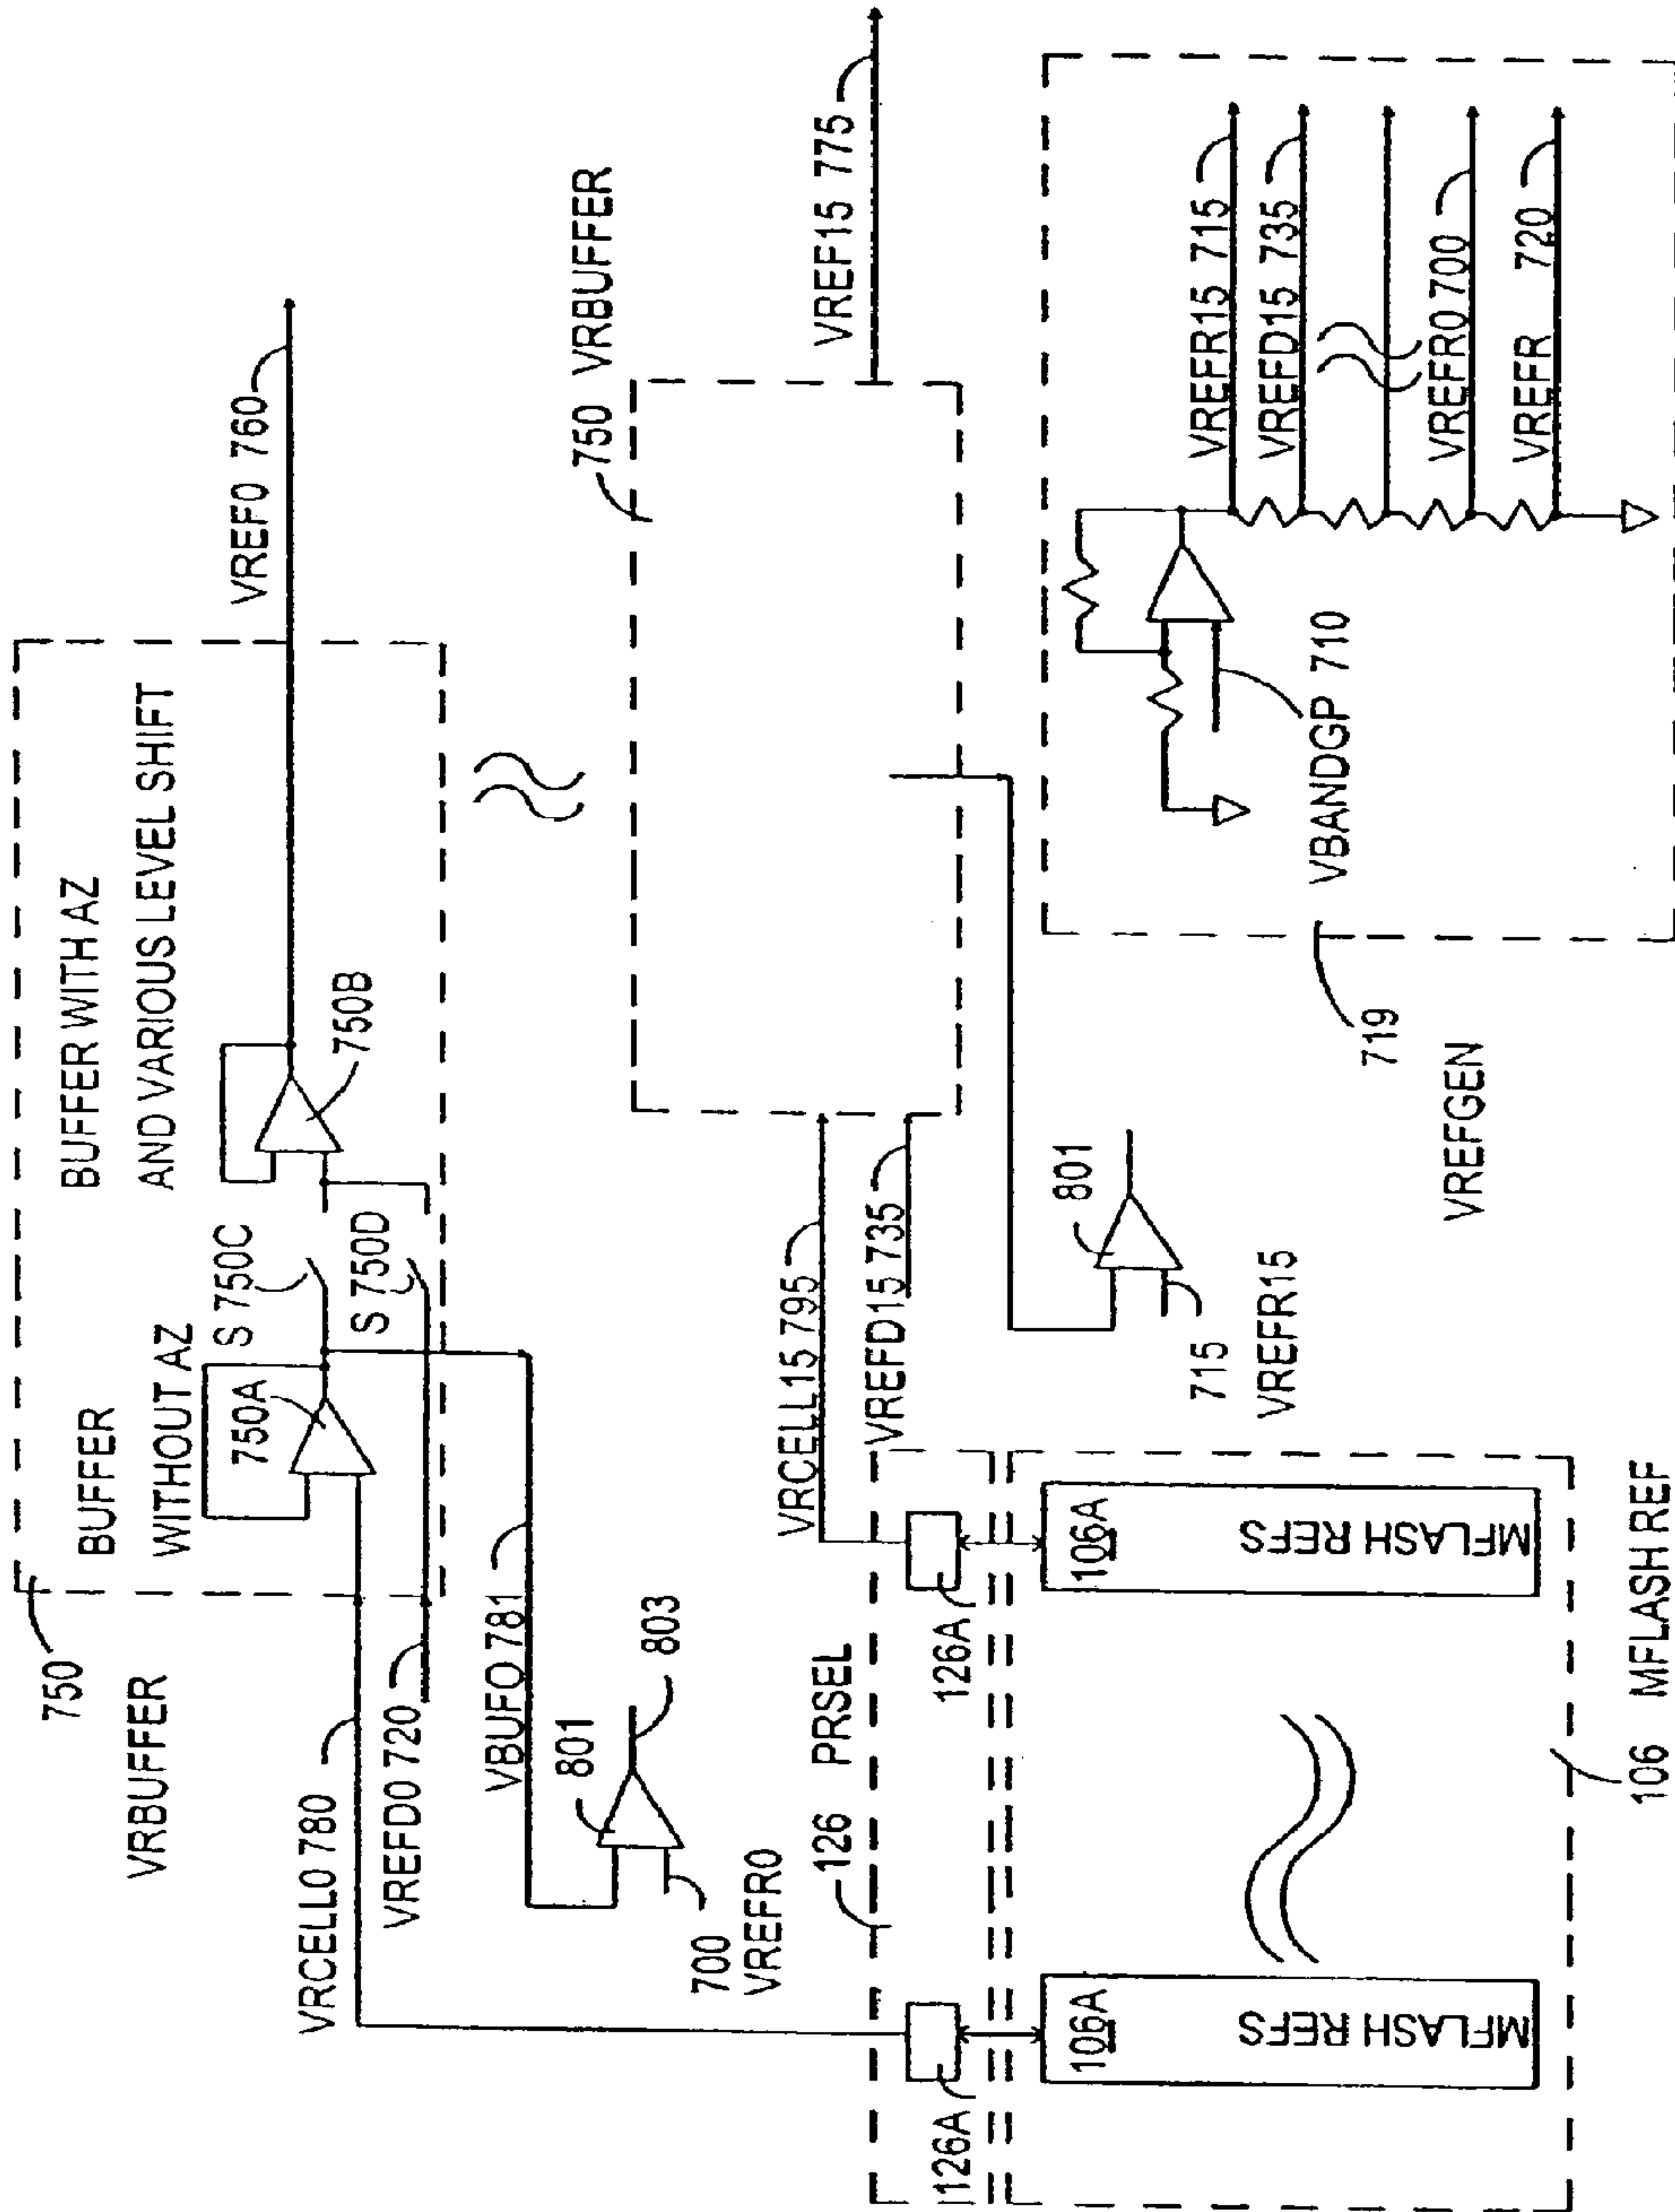 750
VRBUFFER
BUFFER
WITHOUT AZ
BUFFER WITH AZ
AND VARIOUS LEVEL SHIFT
750A
S 750C
S 750D
750B
VREF0 760
VRCELL0 780
VREFD0 720
VBUFO 781
801
803
700
VREFR0
750 VRBUFFER
VREF15 775
VRCELL15 795
VREFD15 735
801
715
VREFR15
126 PRSEL
126A
126A
106A
MFLASH REFS
106A
MFLASH REFS
106 MFLASH REF
719
VREFGEN
VBANDGP 710
VREFR15 715
VREFD15 735
VREFR0 700
VREFR 720